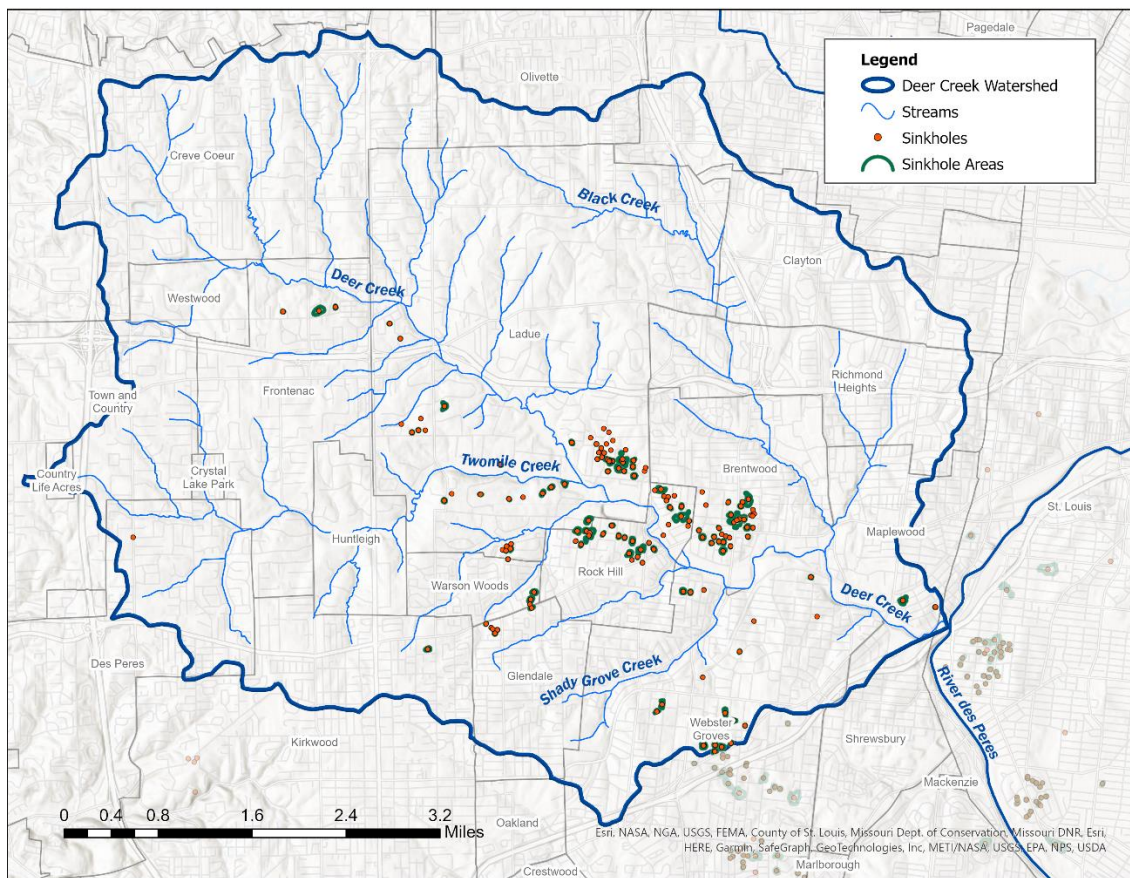 Pagedale
Olivette
Legend
Deer Creek Watershed
Streams
Sinkholes
Sinkhole Areas
Creve Coeur
Black Creek
Clayton
Deer Creek
Westwood
Ladue
Richmond
Heights
Frontenac
Town and
Country
Twomile Creek
Brentwood
Country
Life Acres
Crystal
Lake Park
St. Louis
Maplewood
Huntleigh
Rock Hill
Warson Woods
Deer Creek
Des Peres
Glendale
Shady Grove Creek
River des Peres
Webster
Groves
Kirkwood
Shrewsbury
Mackenzie
0 0.4 0.8 1.6 2.4 3.2
Miles
Oakland
Esri, NASA, NGA, USGS, FEMA, County of St. Louis, Missouri Dept. of Conservation, Missouri DNR, Esri,
HERE, Garmin, SafeGraph, GeoTechnologies, Inc, METI/NASA, USGS, EPA, NPS, USDA
Marlborough
Crestwood